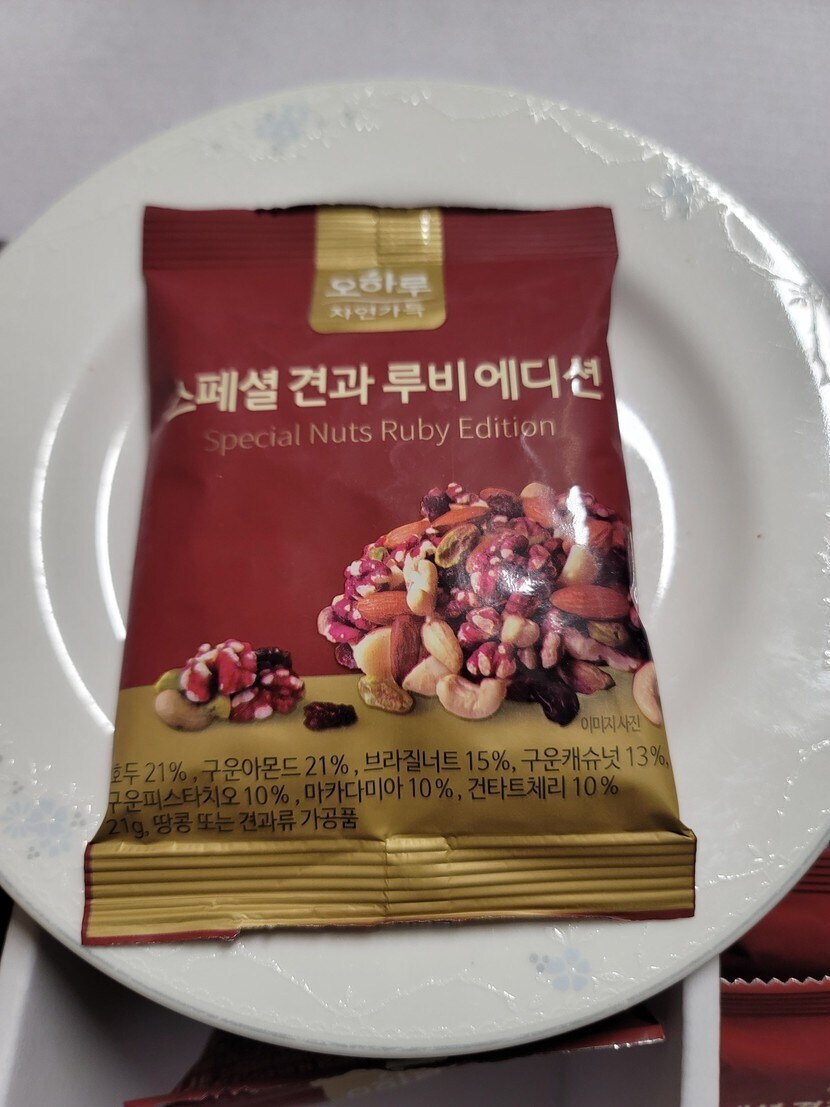 오하루
자연가득
스페셜 견과 루비 에디션
Special Nuts Ruby Edition
이미지 사진
호두 21%, 구운아몬드 21%, 브라질너트 15%, 구운캐슈넛 13%,
구운피스타치오 10%, 마카다미아 10%, 건타트체리 10%
21g, 땅콩 또는 견과류 가공품